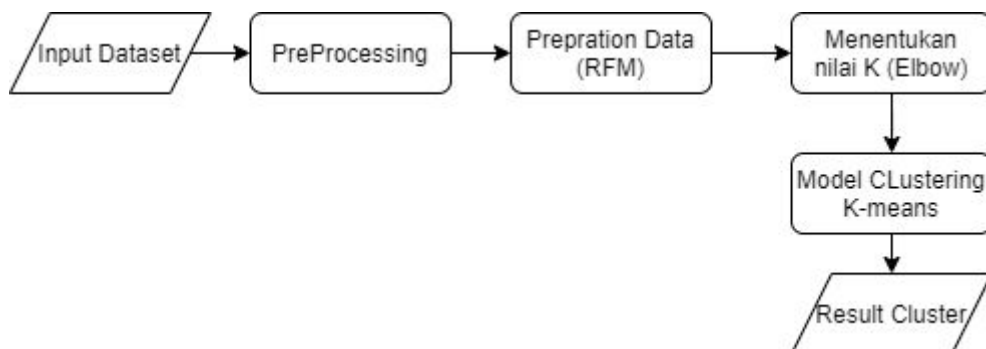 Input Dataset
PreProcessing
Prepration Data
(RFM)
Menentukan
nilai K (Elbow)
Model CLustering
K-means
Result Cluster